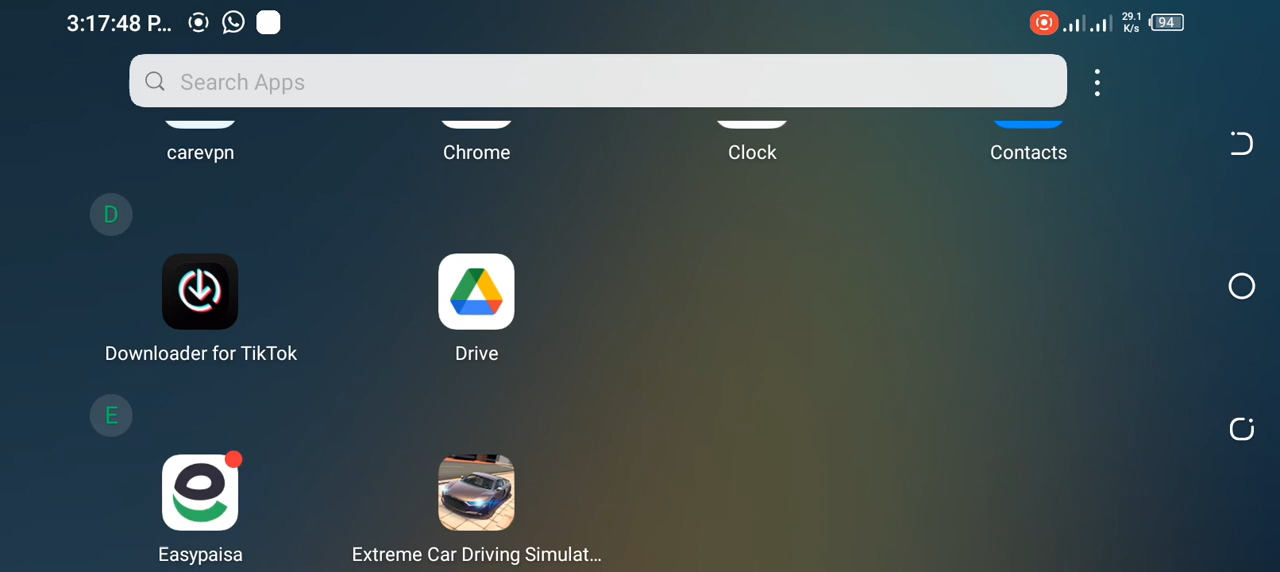 3:17:48 P...
29.1
K/s
94
Search Apps
carevpn
Chrome
Clock
Contacts
D
Downloader for TikTok
Drive
E
Easypaisa
Extreme Car Driving Simulat...